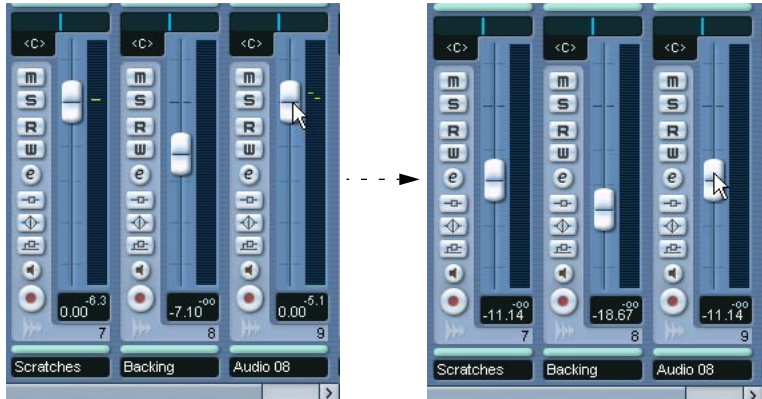 <C> <C> <C>
m m m
S S S
R R R
W W W
e e e
-6.3 -oo -5.1
0.00 -7.10 0.00
7 8 9
Scratches Backing Audio 08
>
<C> <C> <C>
m m m
S S S
R R R
W W W
e e e
-oo -oo -oo
-11.14 -18.67 -11.14
7 8 9
Scratches Backing Audio 08
>